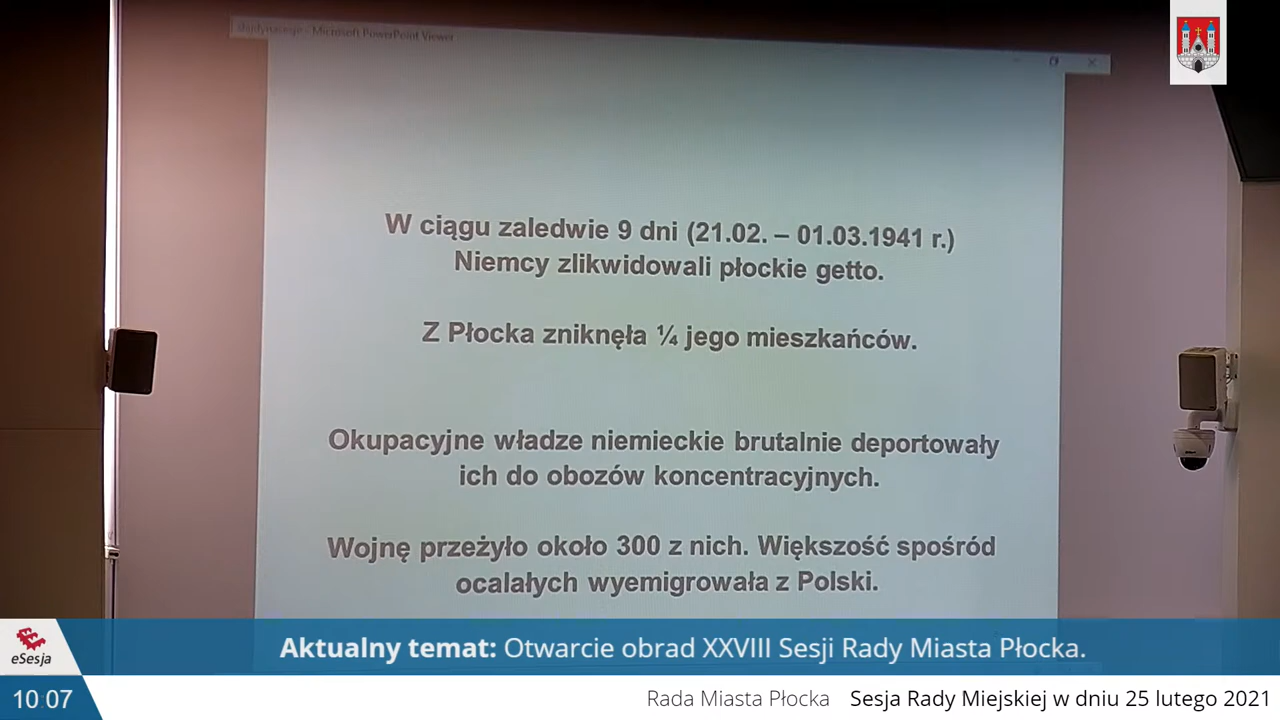 - Microsoft PowerPoint Viewer
W ciągu zaledwie 9 dni (21.02. – 01.03.1941 r.)
Niemcy zlikwidowali płockie getto.
Z Płocka zniknęła ¼ jego mieszkańców.
Okupacyjne władze niemieckie brutalnie deportowały
ich do obozów koncentracyjnych.
Wojnę przeżyło około 300 z nich. Większość spośród
ocalałych wyemigrowała z Polski.
eSesja
Aktualny temat: Otwarcie obrad XXVIII Sesji Rady Miasta Płocka.
10:07
Rada Miasta Płocka Sesja Rady Miejskiej w dniu 25 lutego 2021